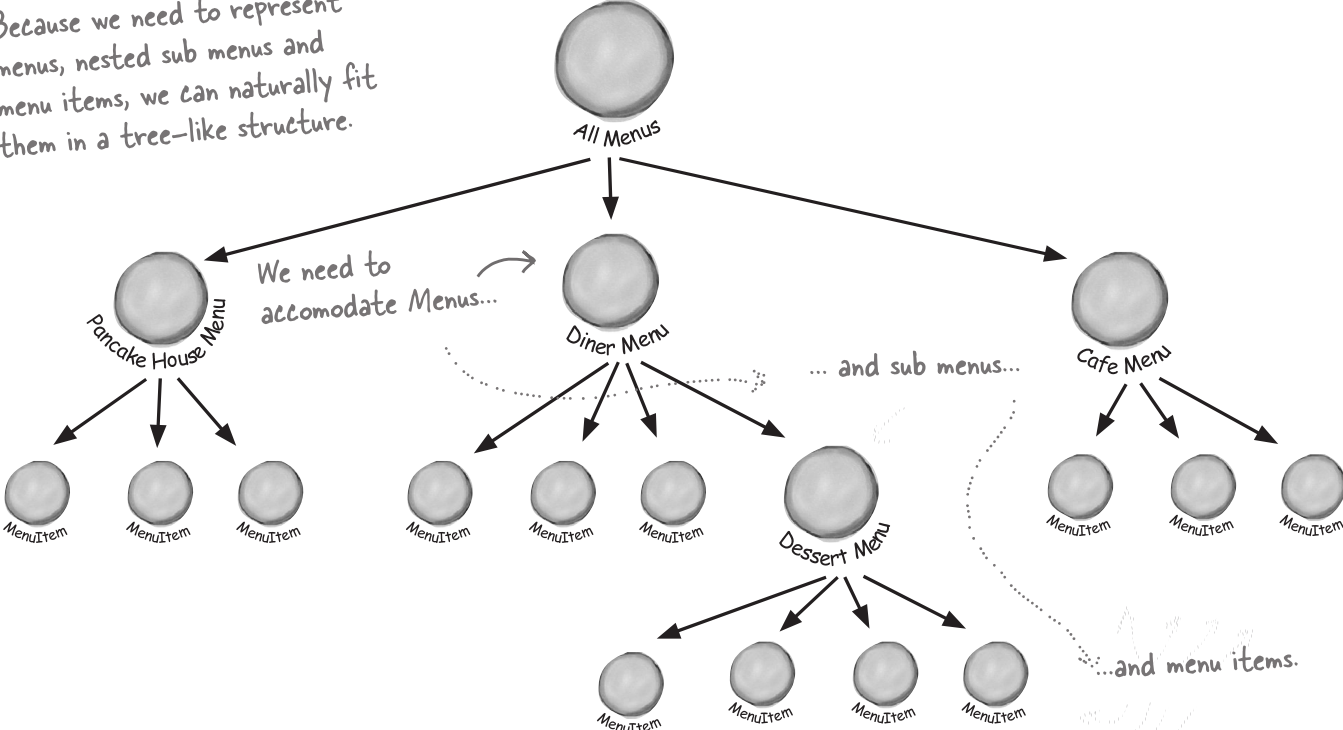 Because we need to represent
menus, nested sub menus and
menu items, we can naturally fit
them in a tree-like structure.
All Menus
We need to
accomodate Menus...
Pancake House Menu
Diner Menu
... and sub menus...
Cafe Menu
MenuItem
MenuItem
MenuItem
MenuItem
MenuItem
MenuItem
Dessert Menu
MenuItem
MenuItem
MenuItem
...and menu items.
MenuItem
MenuItem
MenuItem
MenuItem